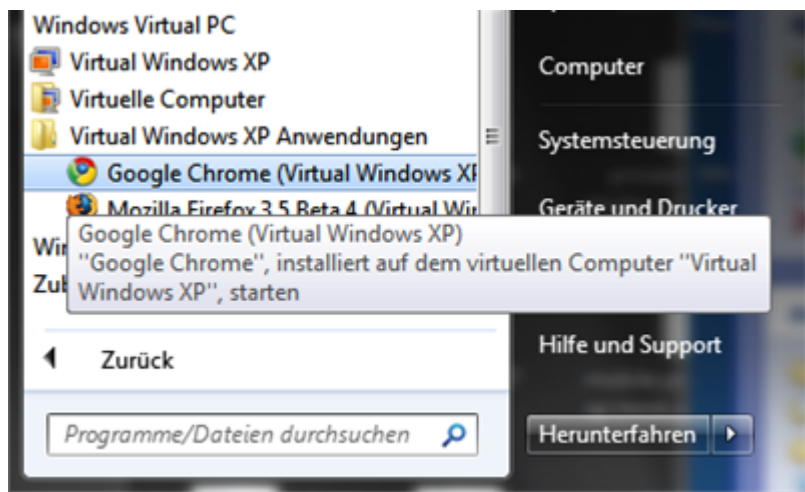 Windows Virtual PC
Virtual Windows XP
Virtuelle Computer
Virtual Windows XP Anwendungen
Google Chrome (Virtual Windows XP
Mozilla Firefox 3.5 Beta 4 (Virtual Wir
Google Chrome (Virtual Windows XP)
"Google Chrome", installiert auf dem virtuellen Computer "Virtual
Windows XP", starten
Zurück
Programme/Dateien durchsuchen
Computer
Systemsteuerung
Geräte und Drucker
Hilfe und Support
Herunterfahren